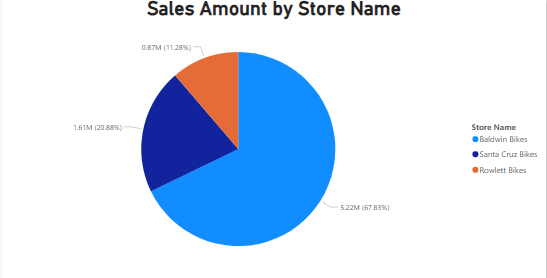 Sales Amount by Store Name
0.87M (11.28%)
1.61M (20.88%)
5.22M (67.83%)
Store Name
Baldwin Bikes
Santa Cruz Bikes
Rowlett Bikes